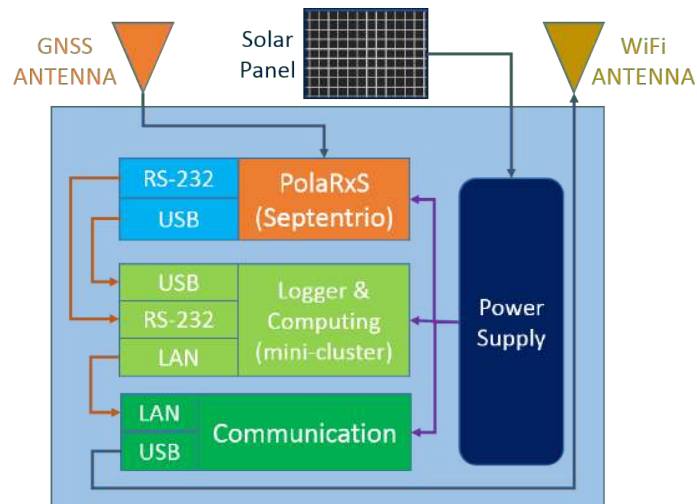 GNSS
ANTENNA
Solar
Panel
WiFi
ANTENNA
RS-232
USB
PolaRxS
(Septentrio)
USB
RS-232
LAN
Logger &
Computing
(mini-cluster)
Power
Supply
LAN
USB
Communication